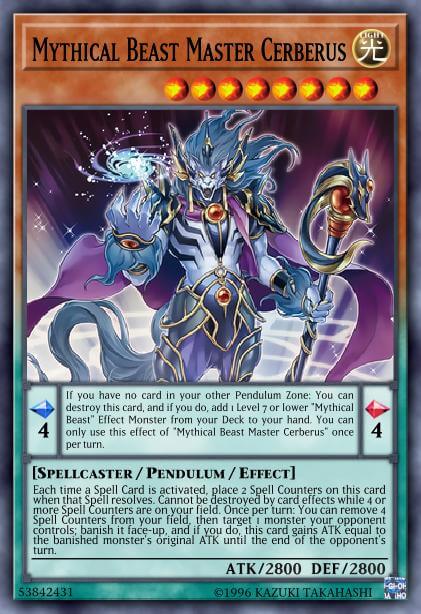 MYTHICAL BEAST MASTER CERBERUS
LIGHT
光
If you have no card in your other Pendulum Zone: You can
destroy this card, and if you do, add 1 Level 7 or lower "Mythical
Beast" Effect Monster from your Deck to your hand. You can
only use this effect of "Mythical Beast Master Cerberus" once
per turn.
4
4
[SPELLCASTER / PENDULUM / EFFECT]
Each time a Spell Card is activated, place 2 Spell Counters on this card
when that Spell resolves. Cannot be destroyed by card effects while 4 or
more Spell Counters are on your field. Once per turn: You can remove 4
Spell Counters from your field, then target 1 monster your opponent
controls; banish it face-up, and if you do, this card gains ATK equal to
the banished monster's original ATK until the end of the opponent's
turn.
ATK/2800 DEF/2800
53842431
©1996 KAZUKI TAKAHASHI